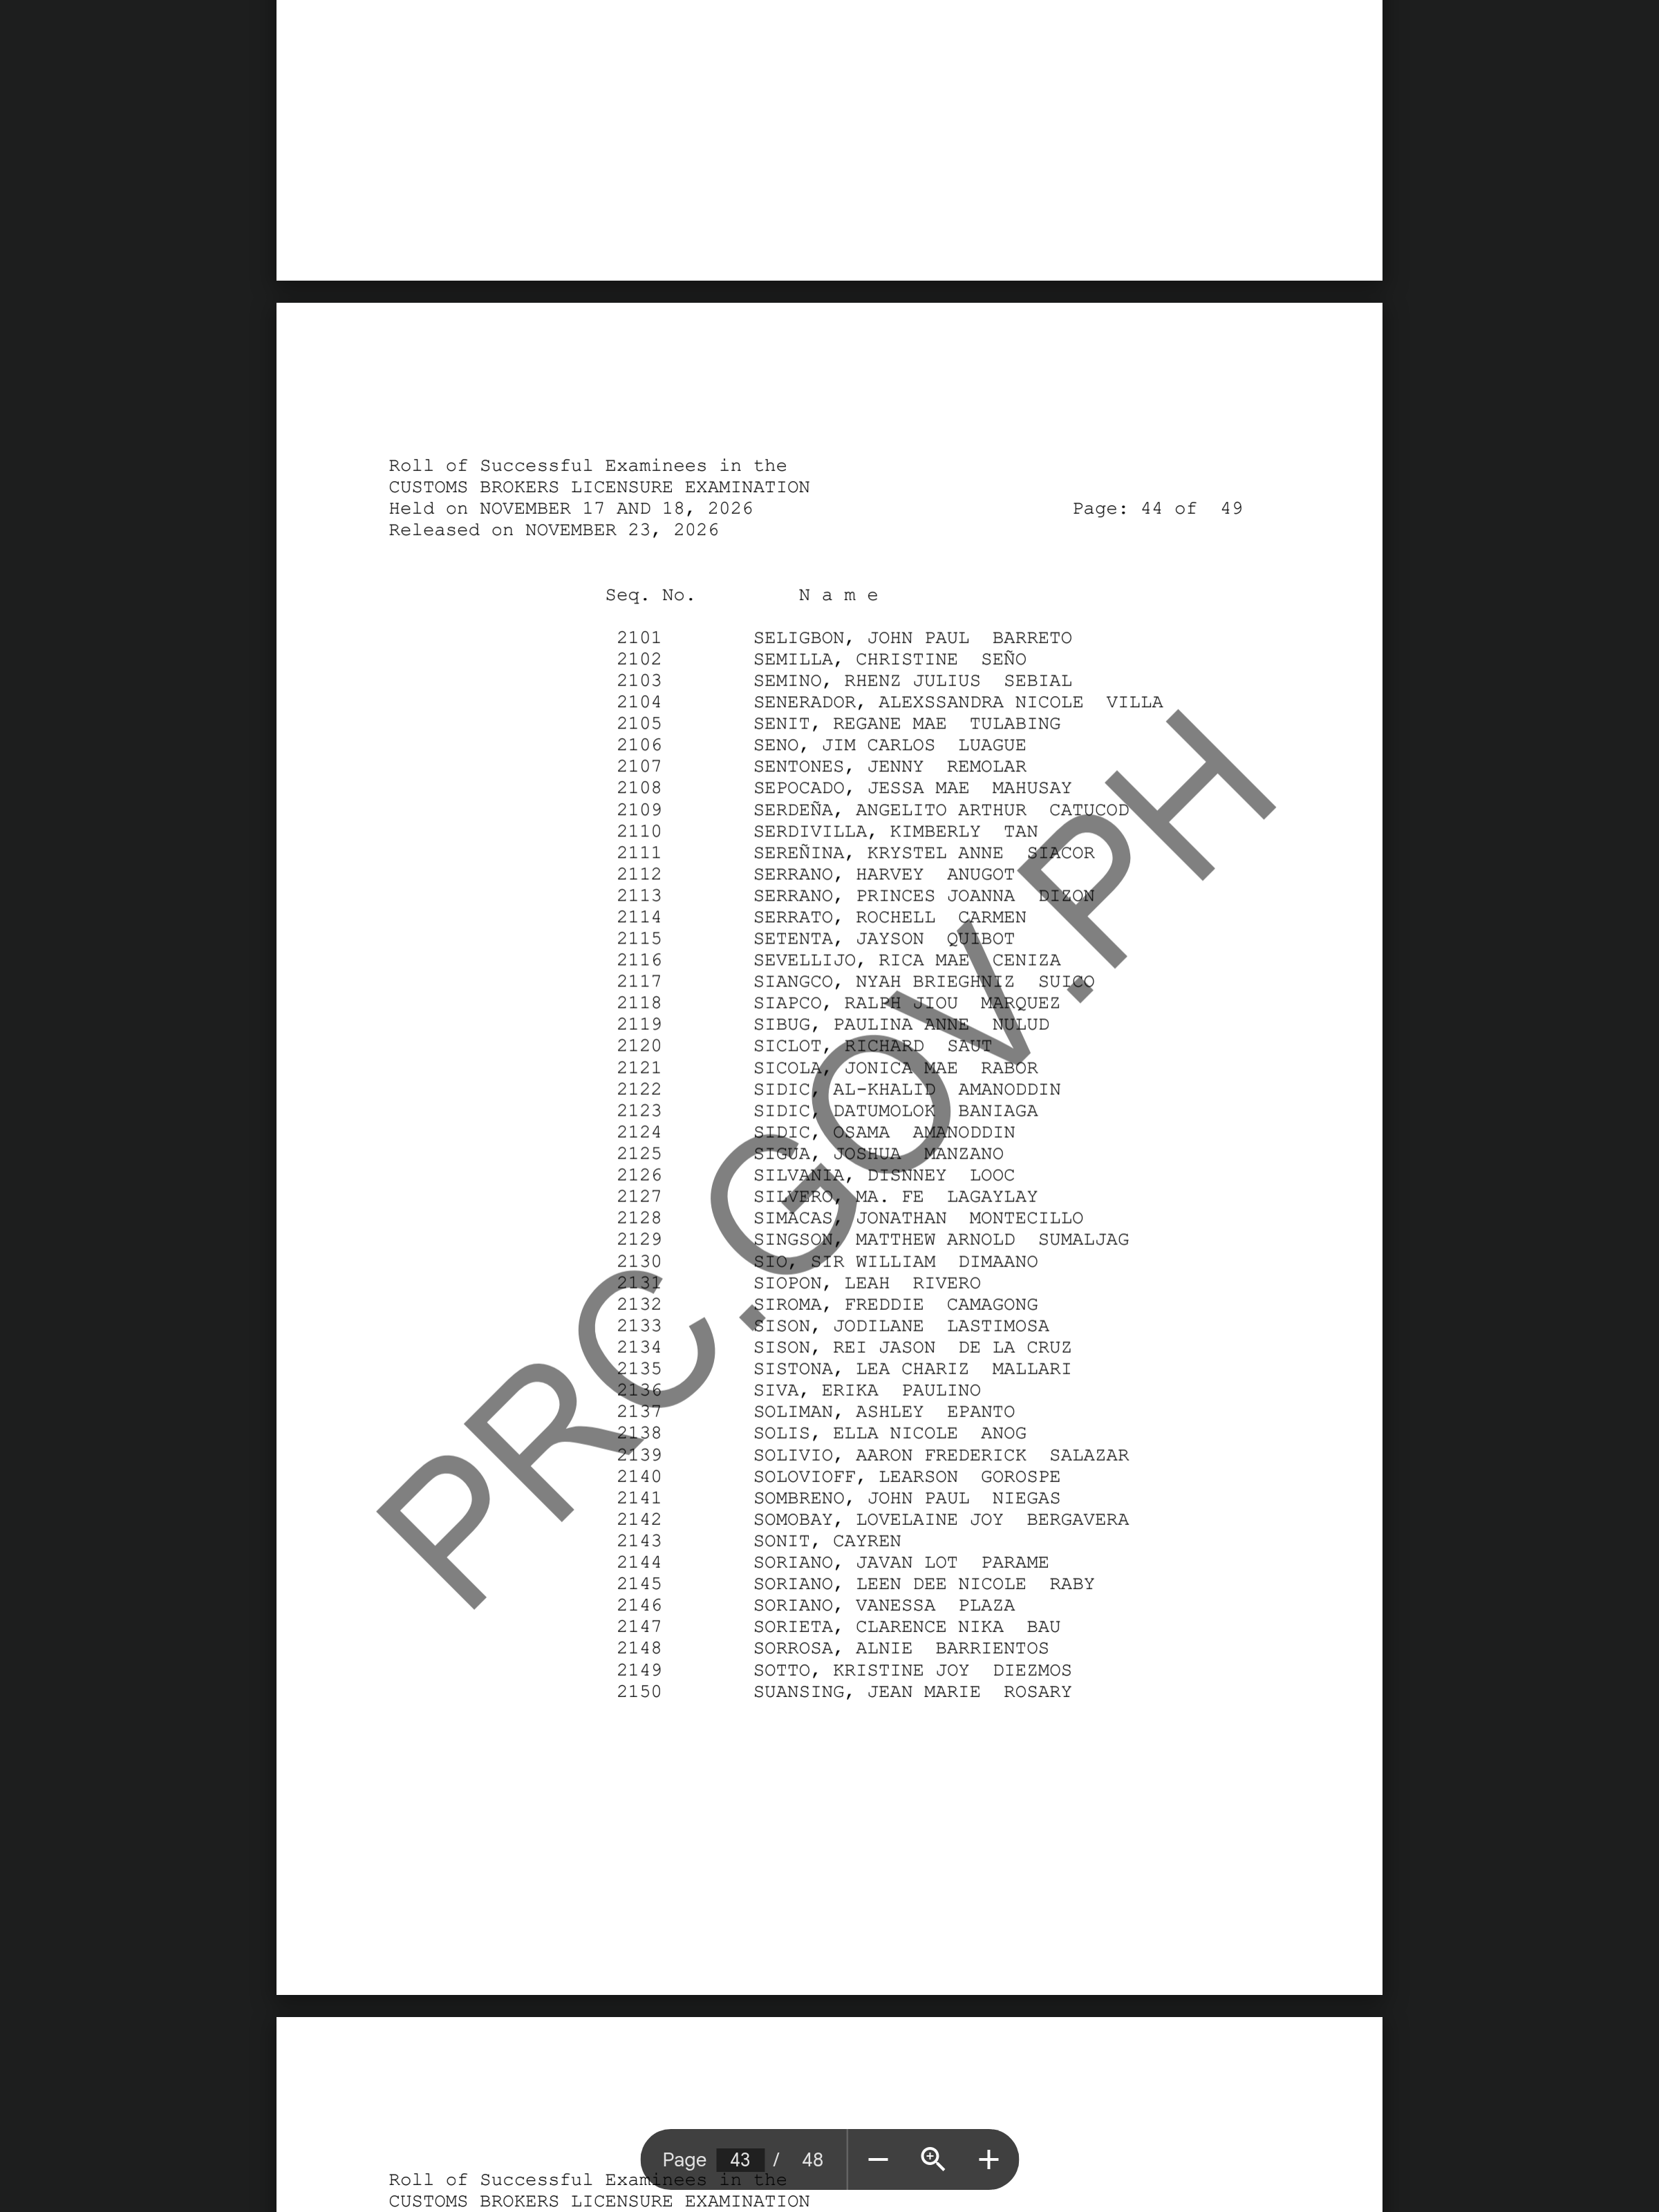 Roll of Successful Examinees in the
CUSTOMS BROKERS LICENSURE EXAMINATION
Held on NOVEMBER 17 AND 18, 2026 Page: 44 of 49
Released on NOVEMBER 23, 2026
Seq. No. N a m e
2101 SELIGBON, JOHN PAUL BARRETO
2102 SEMILLA, CHRISTINE SEÑO
2103 SEMINO, RHENZ JULIUS SEBIAL
2104 SENERADOR, ALEXSSANDRA NICOLE VILLA
2105 SENIT, REGANE MAE TULABING
2106 SENO, JIM CARLOS LUAGUE
2107 SENTONES, JENNY REMOLAR
2108 SEPOCADO, JESSA MAE MAHUSAY
2109 SERDEÑA, ANGELITO ARTHUR CATUCOD
2110 SERDIVILLA, KIMBERLY TAN
2111 SEREÑINA, KRYSTEL ANNE SIACOR
2112 SERRANO, HARVEY ANUGOT
2113 SERRANO, PRINCES JOANNA DIZON
2114 SERRATO, ROCHELL CARMEN
2115 SETENTA, JAYSON QUIBOT
2116 SEVELLIJO, RICA MAE CENIZA
2117 SIANGCO, NYAH BRIEGHNIZ SUICO
2118 SIAPCO, RALPH JIOU MARQUEZ
2119 SIBUG, PAULINA ANNE NULUD
2120 SICLOT, RICHARD SAUT
2121 SICOLA, JONICA MAE RABOR
2122 SIDIC, AL-KHALID AMANODDIN
2123 SIDIC, DATUMOLOK BANIAGA
2124 SIDIC, OSAMA AMANODDIN
2125 SIGUA, JOSHUA MANZANO
2126 SILVANIA, DISNNEY LOOC
2127 SILVERO, MA. FE LAGAYLAY
2128 SIMACAS, JONATHAN MONTECILLO
2129 SINGSON, MATTHEW ARNOLD SUMALJAG
2130 SIO, SIR WILLIAM DIMAANO
2131 SIOPON, LEAH RIVERO
2132 SIROMA, FREDDIE CAMAGONG
2133 SISON, JODILANE LASTIMOSA
2134 SISON, REI JASON DE LA CRUZ
2135 SISTONA, LEA CHARIZ MALLARI
2136 SIVA, ERIKA PAULINO
2137 SOLIMAN, ASHLEY EPANTO
2138 SOLIS, ELLA NICOLE ANOG
2139 SOLIVIO, AARON FREDERICK SALAZAR
2140 SOLOVIOFF, LEARSON GOROSPE
2141 SOMBRENO, JOHN PAUL NIEGAS
2142 SOMOBAY, LOVELAINE JOY BERGAVERA
2143 SONIT, CAYREN
2144 SORIANO, JAVAN LOT PARAME
2145 SORIANO, LEEN DEE NICOLE RABY
2146 SORIANO, VANESSA PLAZA
2147 SORIETA, CLARENCE NIKA BAU
2148 SORROSA, ALNIE BARRIENTOS
2149 SOTTO, KRISTINE JOY DIEZMOS
2150 SUANSING, JEAN MARIE ROSARY
PRC.GOV.PH
Page 43 / 48
Roll of Successful Examinees in the
CUSTOMS BROKERS LICENSURE EXAMINATION